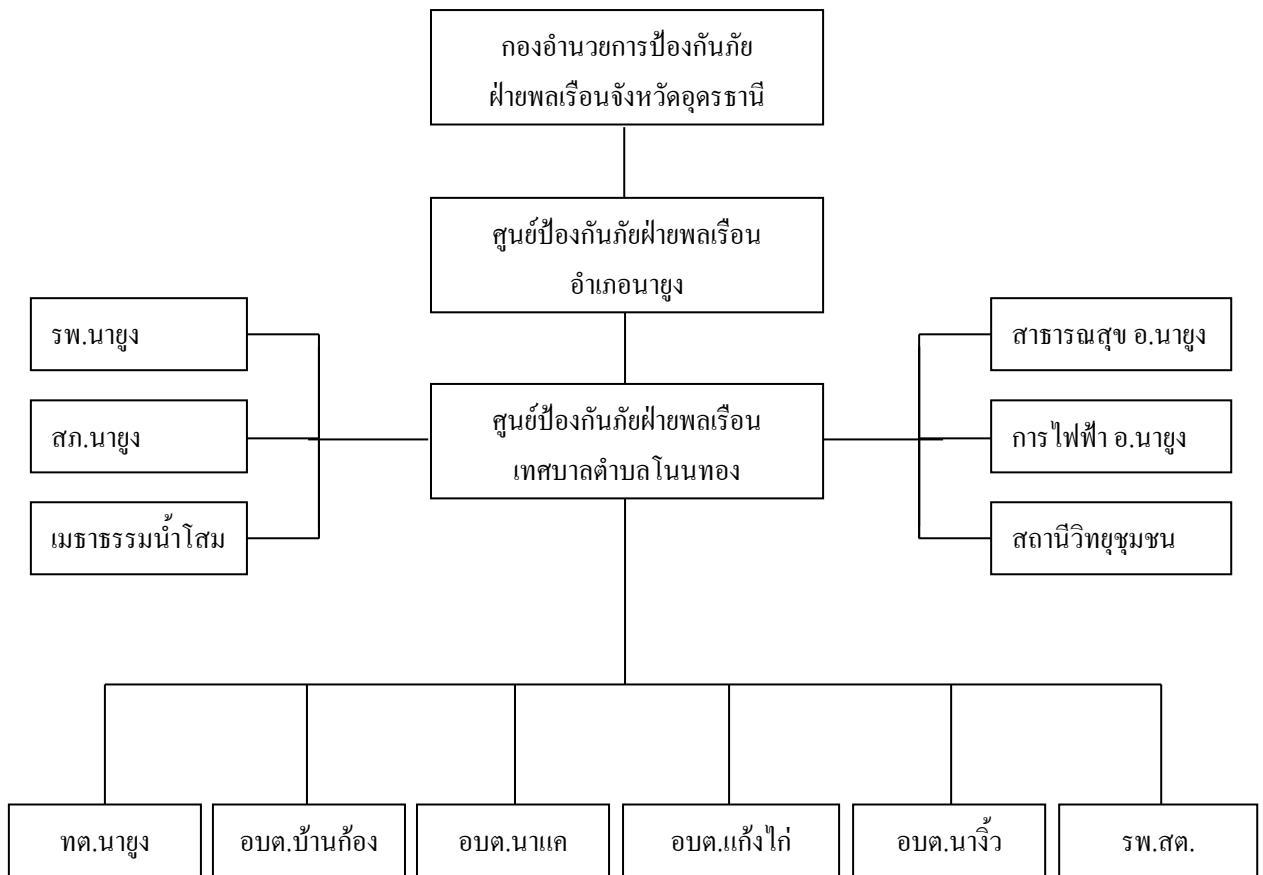 กองอำนวยการป้องกันภัย
ฝ่ายพลเรือนจังหวัดอุดรธานี
ศูนย์ป้องกันภัยฝ่ายพลเรือน
อำเภอนายูง
รพ.นายูง
สาธารณสุข อ.นายูง
ศูนย์ป้องกันภัยฝ่ายพลเรือน
เทศบาลตำบลโนนทอง
สภ.นายูง
การไฟฟ้า อ.นายูง
เมธาธรรมน้ำโสม
สถานีวิทยุชุมชน
ทต.นายูง
อบต.บ้านก้อง
อบต.นาแค
อบต.แก้งไก่
อบต.นางิ้ว
รพ.สต.